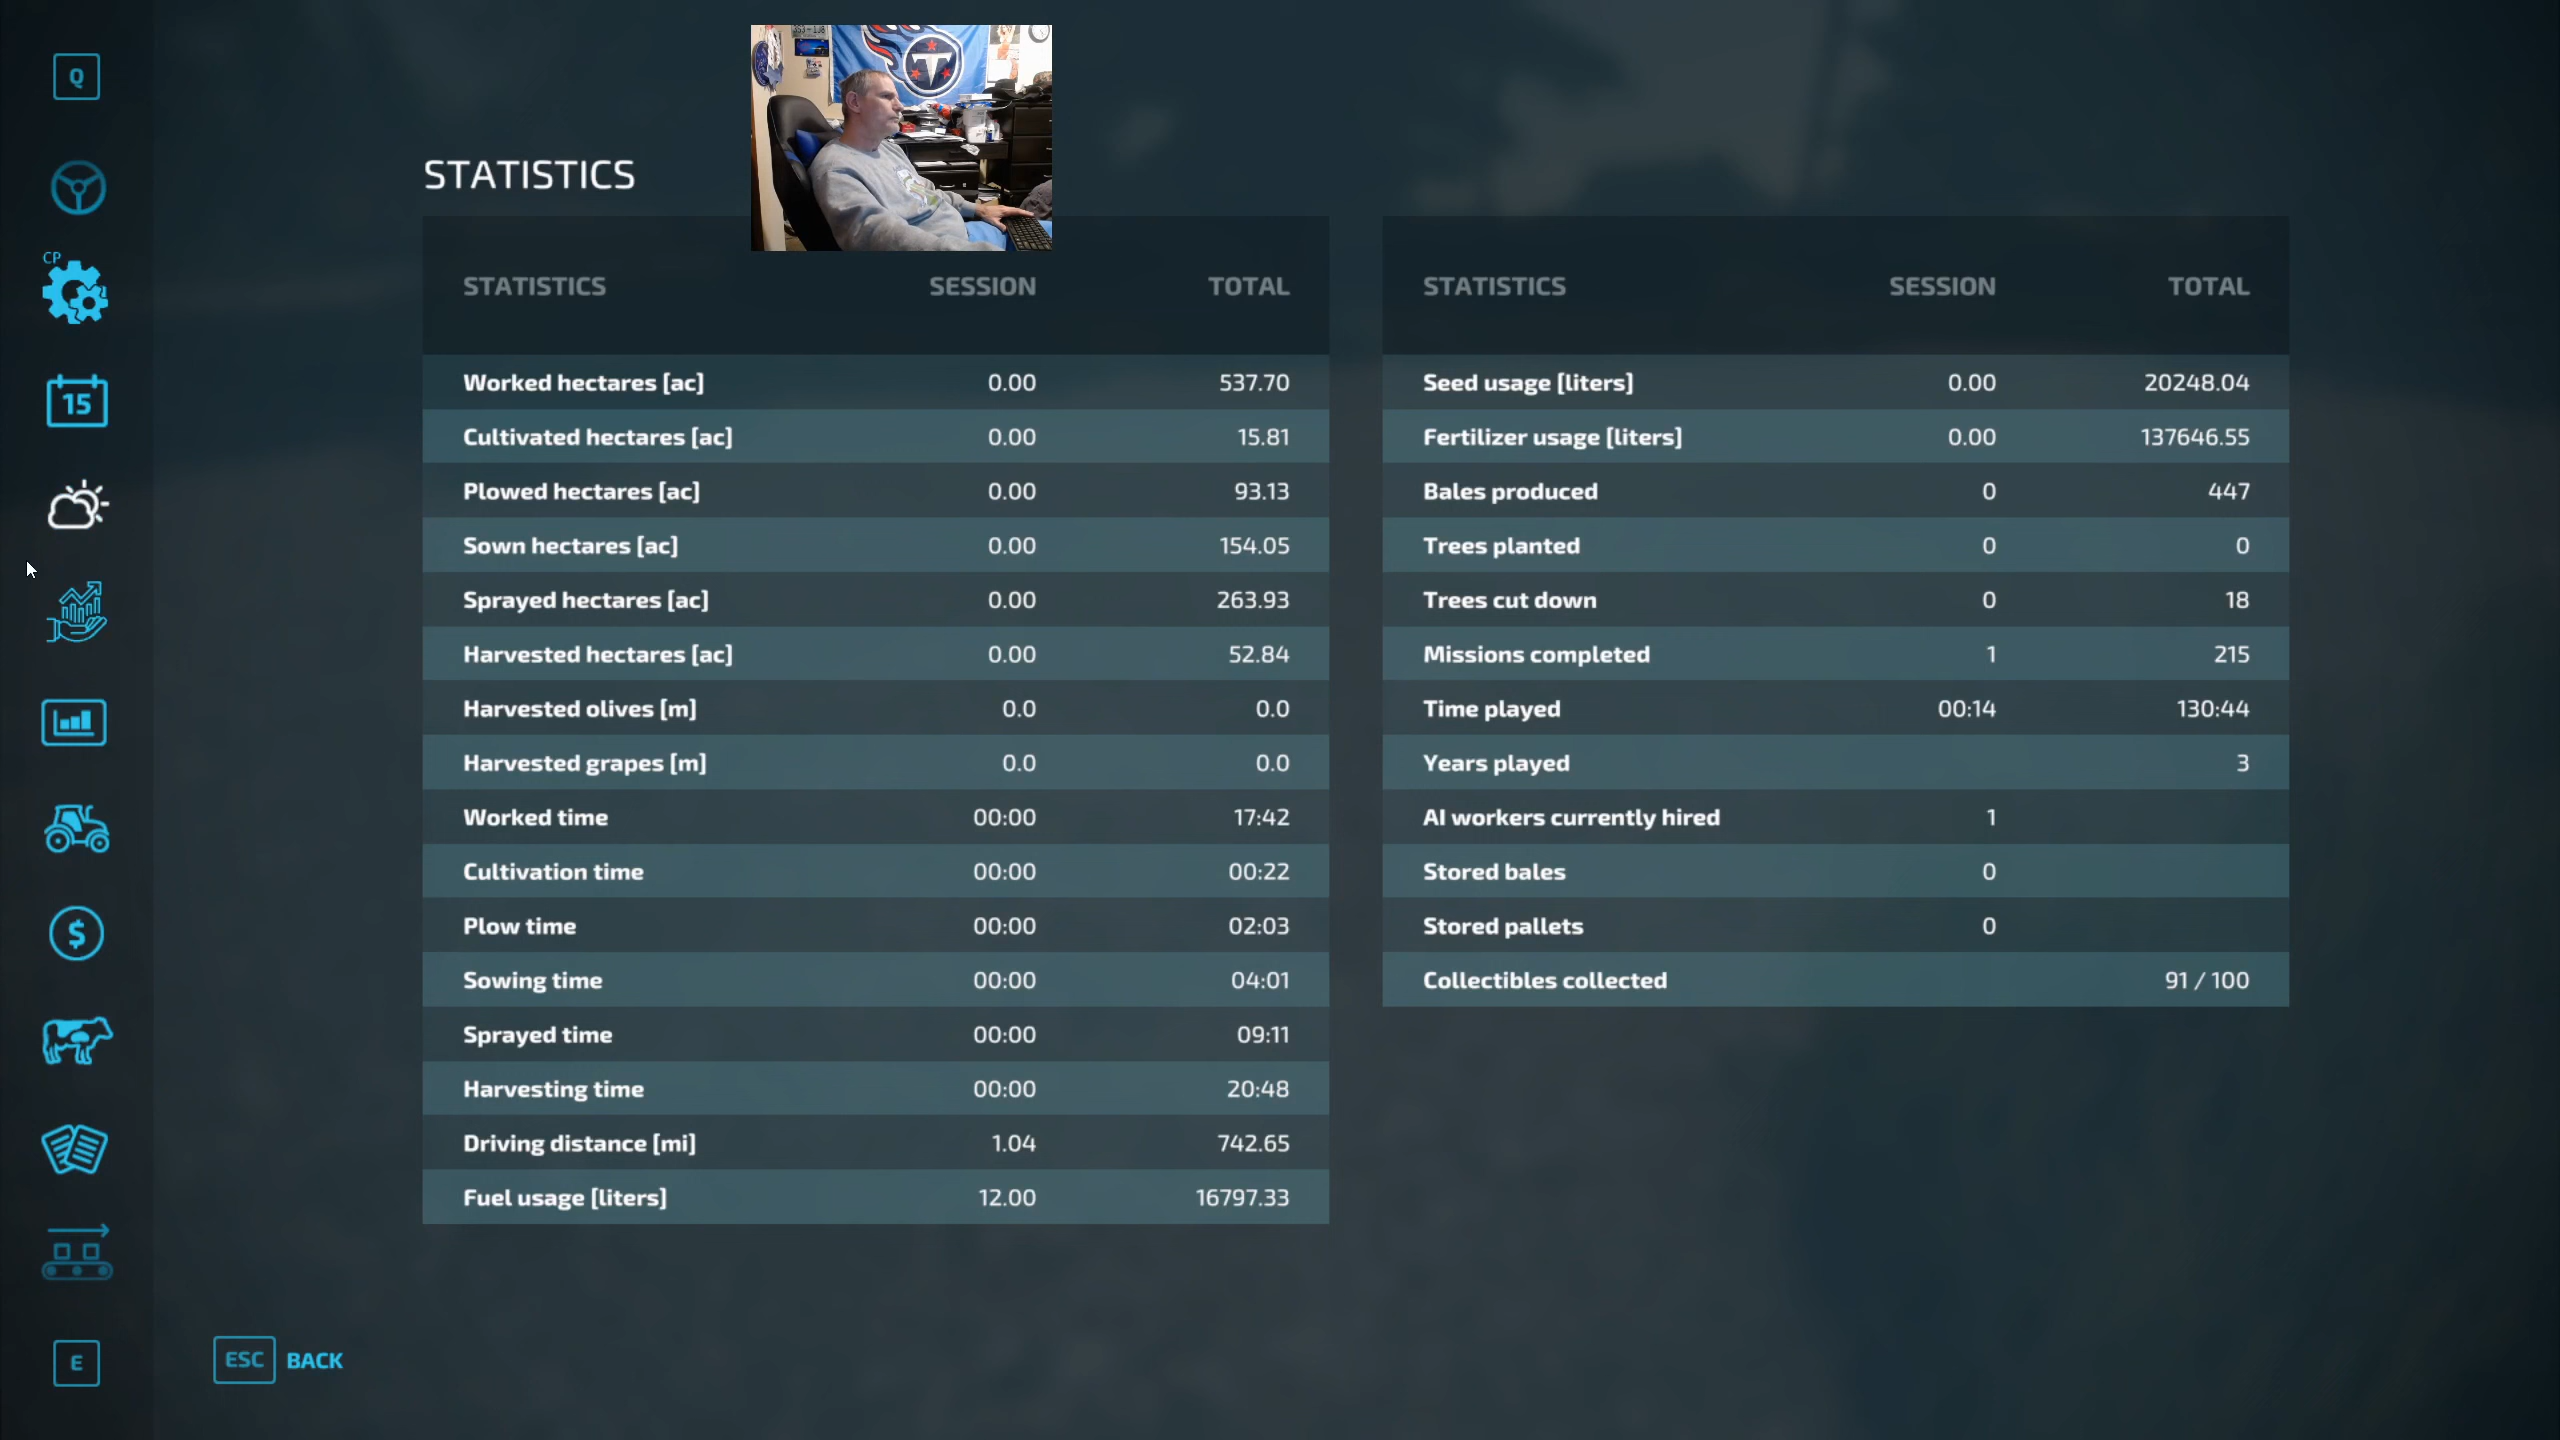 Q
STATISTICS
CP
15
STATISTICS SESSION TOTAL
Worked hectares [ac] 0.00 537.70
Cultivated hectares [ac] 0.00 15.81
Plowed hectares [ac] 0.00 93.13
Sown hectares [ac] 0.00 154.05
Sprayed hectares [ac] 0.00 263.93
Harvested hectares [ac] 0.00 52.84
Harvested olives [m] 0.0 0.0
Harvested grapes [m] 0.0 0.0
Worked time 00:00 17:42
Cultivation time 00:00 00:22
Plow time 00:00 02:03
Sowing time 00:00 04:01
Sprayed time 00:00 09:11
Harvesting time 00:00 20:48
Driving distance [mi] 1.04 742.65
Fuel usage [liters] 12.00 16797.33
STATISTICS SESSION TOTAL
Seed usage [liters] 0.00 20248.04
Fertilizer usage [liters] 0.00 137646.55
Bales produced 0 447
Trees planted 0 0
Trees cut down 0 18
Missions completed 1 215
Time played 00:14 130:44
Years played 3
AI workers currently hired 1
Stored bales 0
Stored pallets 0
Collectibles collected 91 / 100
$
E
ESC BACK